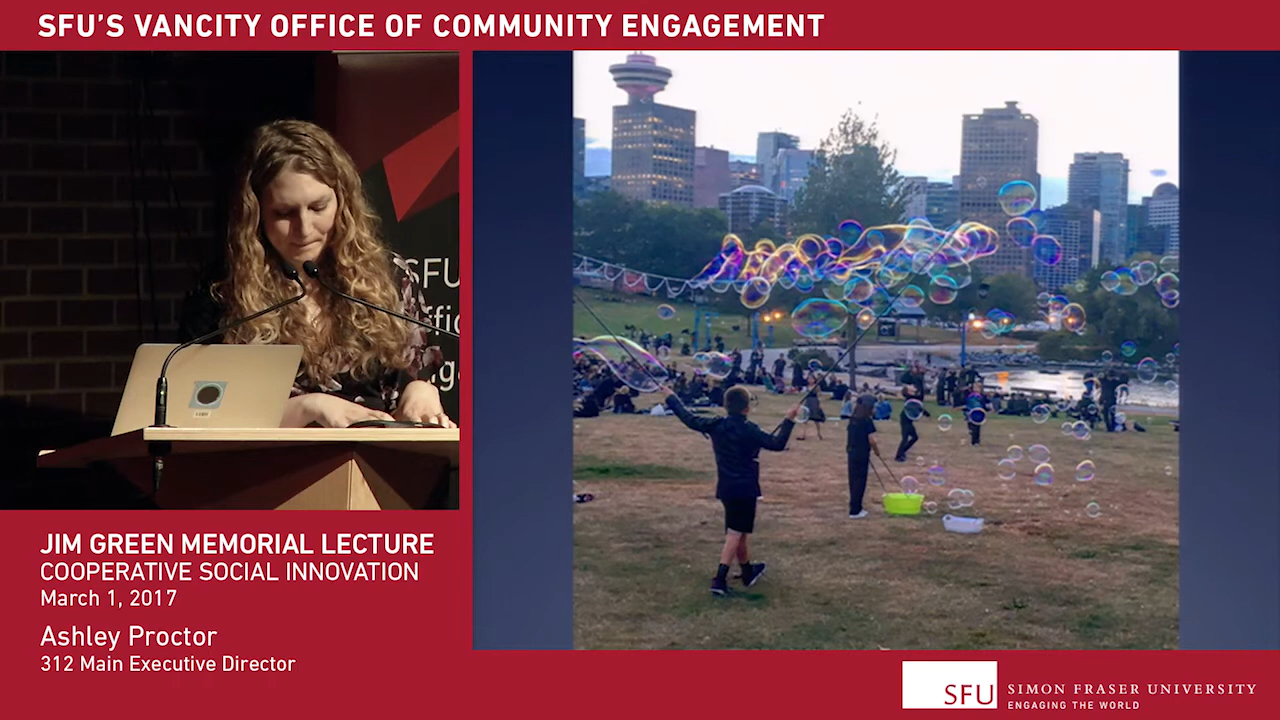 SFU'S VANCITY OFFICE OF COMMUNITY ENGAGEMENT
SFU
JIM GREEN MEMORIAL LECTURE
COOPERATIVE SOCIAL INNOVATION
March 1, 2017
Ashley Proctor
312 Main Executive Director
SFU
SIMON FRASER UNIVERSITY
ENGAGING THE WORLD